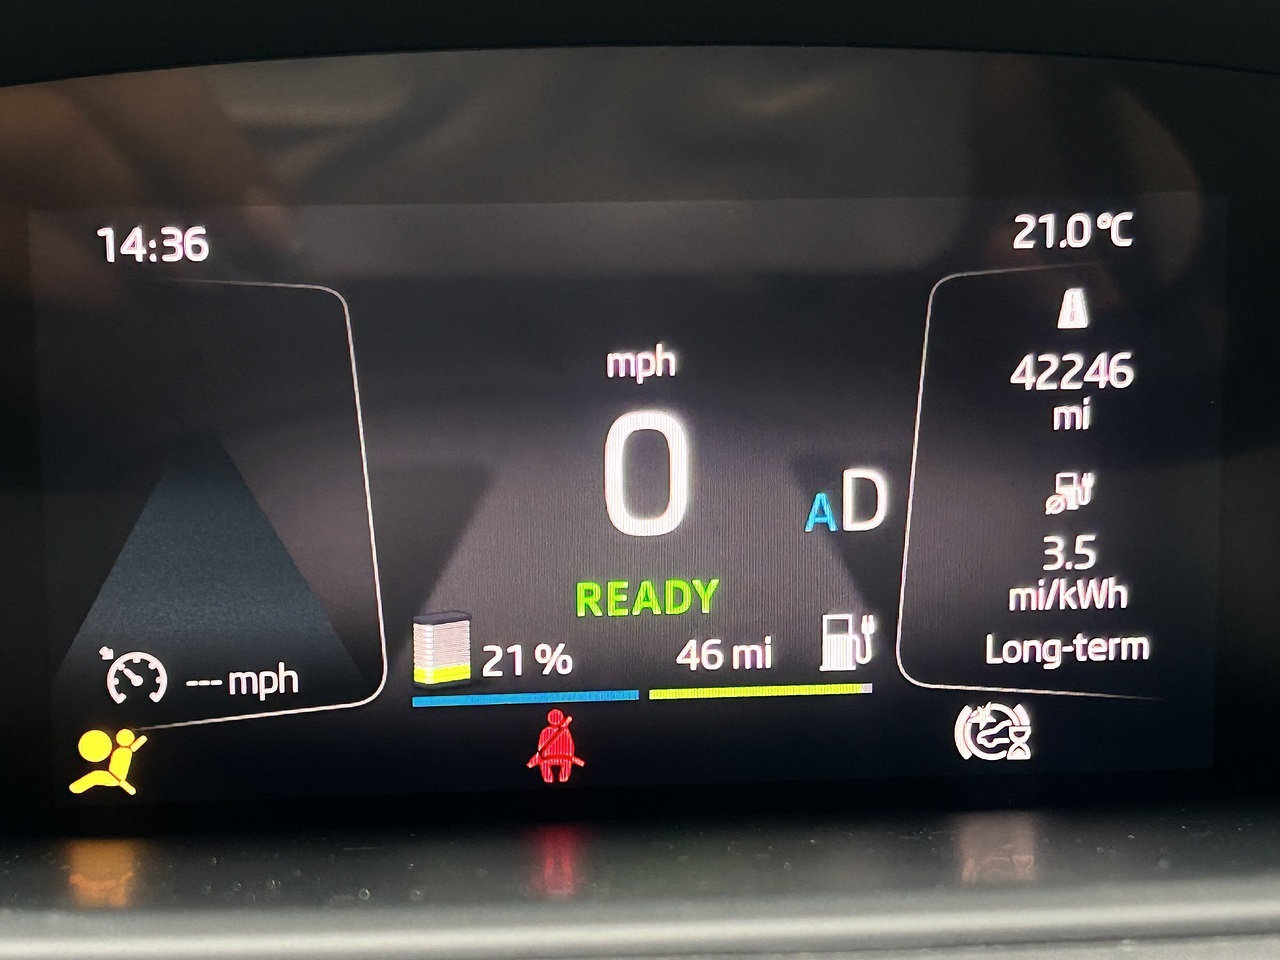 14:36
21.0°C
mph
0
A D
READY
21 %
46 mi
--- mph
42246
mi
3.5
mi/kWh
Long-term